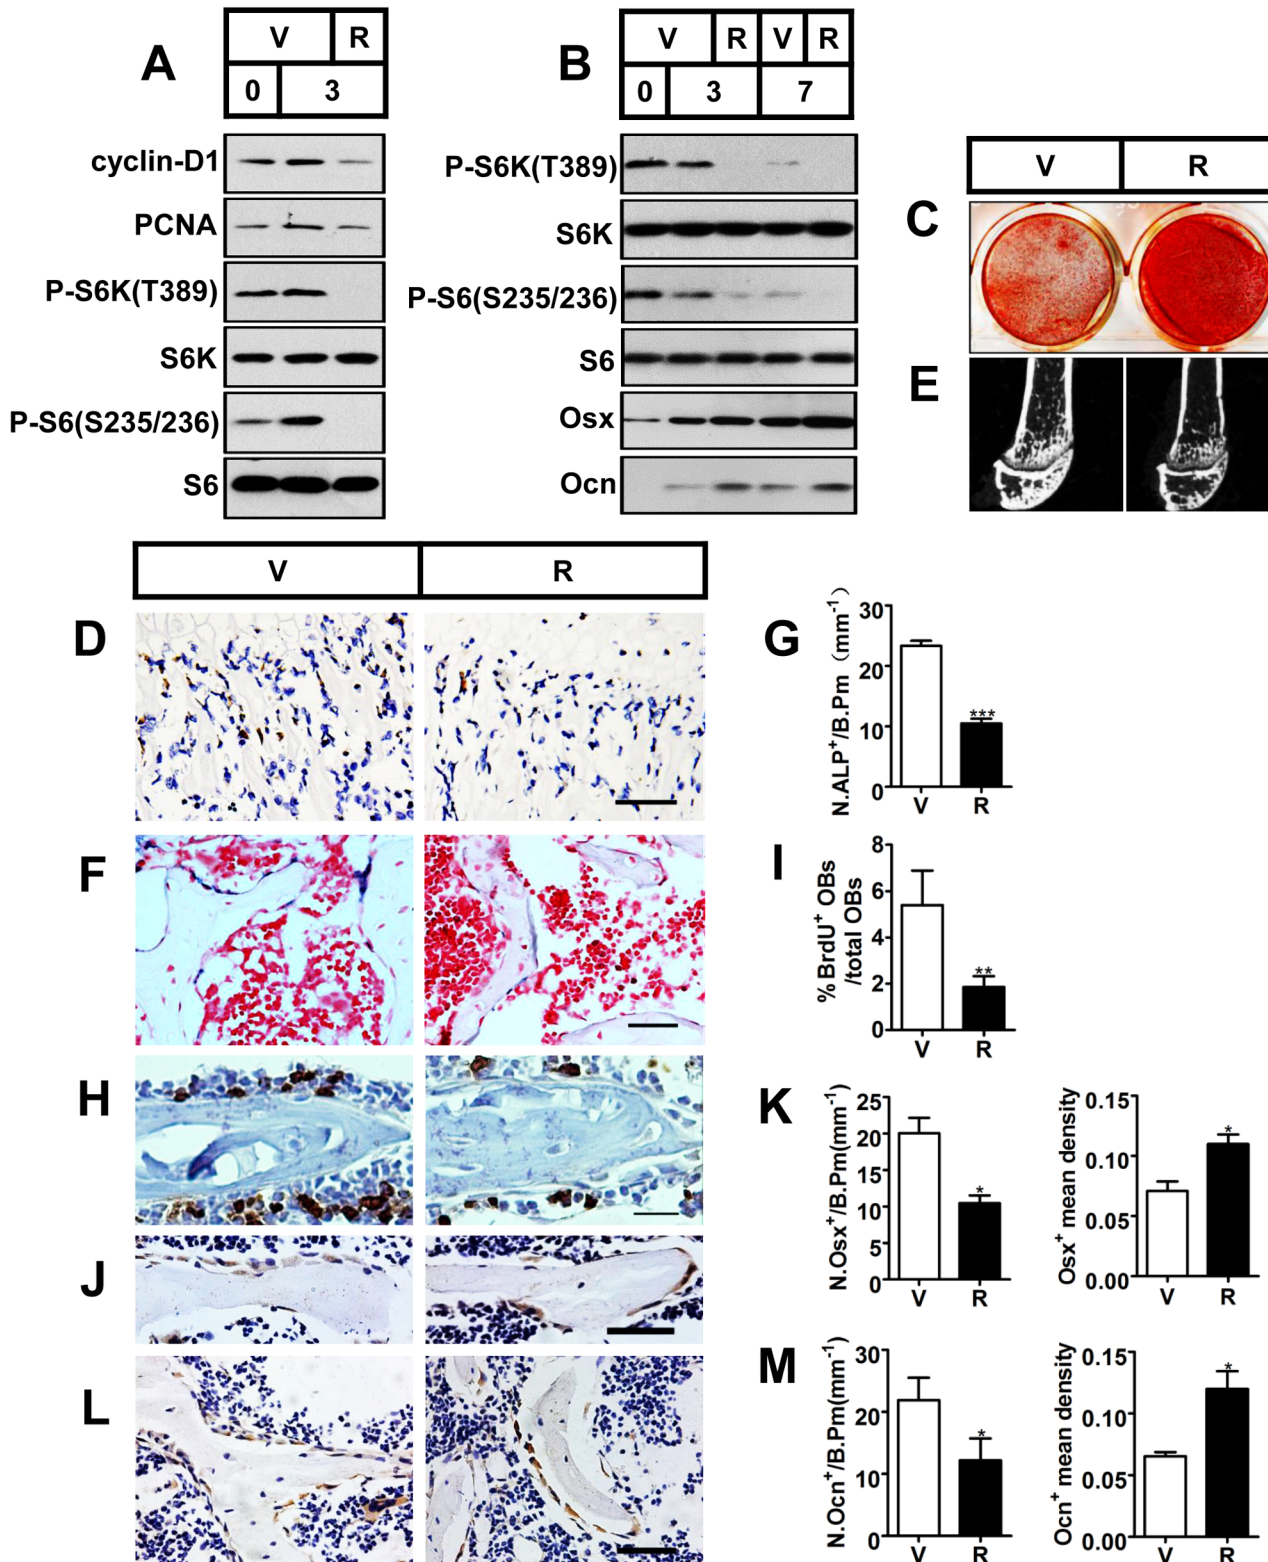 A
V R
0 3
cyclin-D1
PCNA
P-S6K(T389)
S6K
P-S6(S235/236)
S6
B
V R V R
0 3 7
P-S6K(T389)
S6K
P-S6(S235/236)
S6
Osx
Ocn
V R
C
E
V R
D
F
H
J
L
G
N.ALP⁺/B.Pm (mm⁻¹)
30
20
10
0
***
V R
I
% BrdU⁺ OBs
/total OBs
8
6
4
2
0
**
V R
K
N.Osx⁺/B.Pm(mm⁻¹)
25
20
15
10
5
0
*
V R
Osx⁺ mean density
0.15
0.10
0.05
0.00
*
V R
M
N.Ocn⁺/B.Pm(mm⁻¹)
30
20
10
0
*
V R
Ocn⁺ mean density
0.15
0.10
0.05
0.00
*
V R